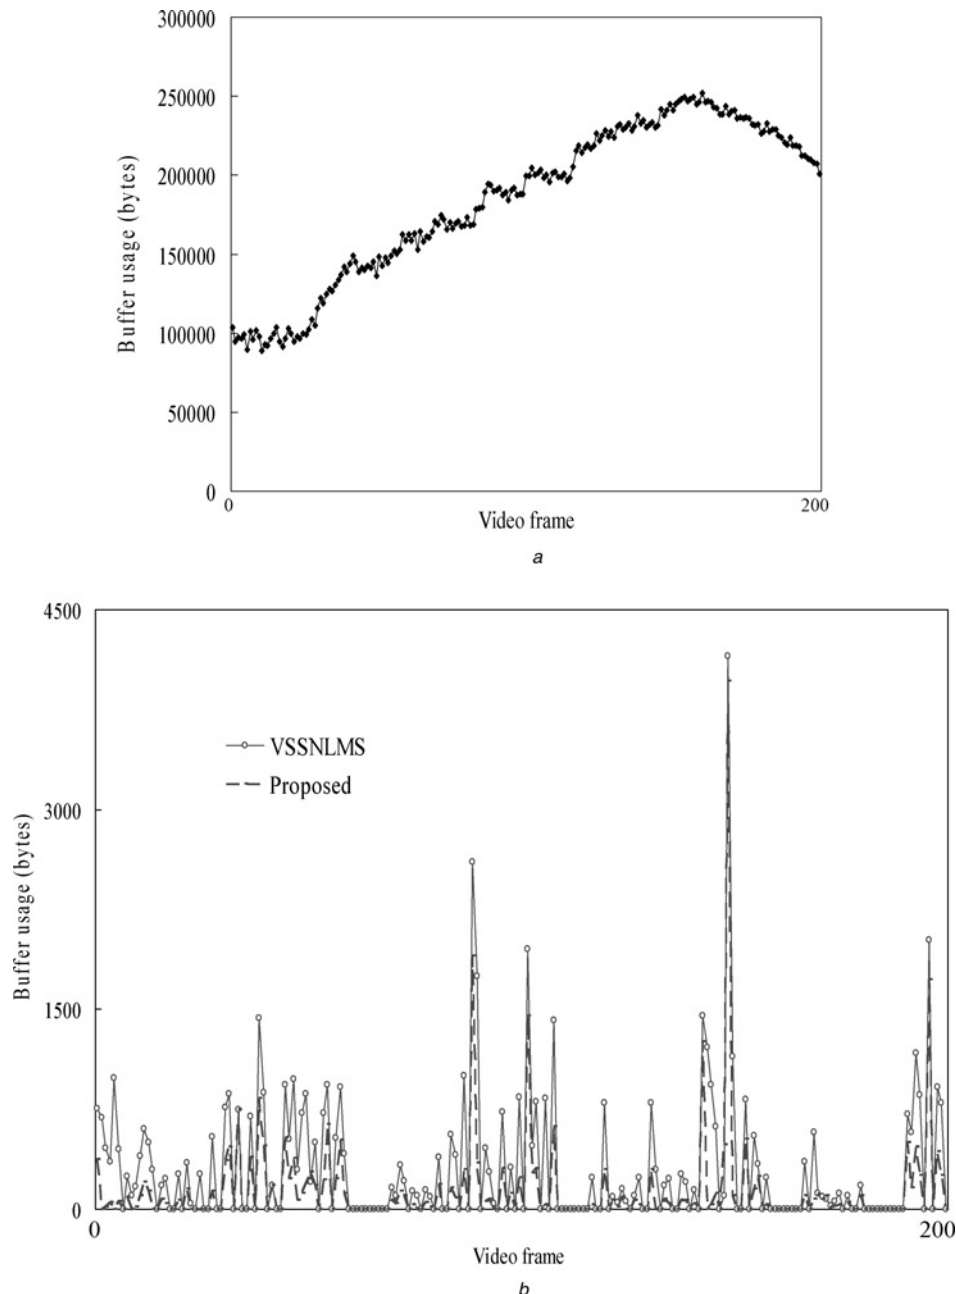 300000
250000
200000
150000
100000
50000
0
Buffer usage (bytes)
0
200
Video frame
a
4500
3000
1500
0
Buffer usage (bytes)
VSSNLMS
Proposed
0
200
Video frame
b